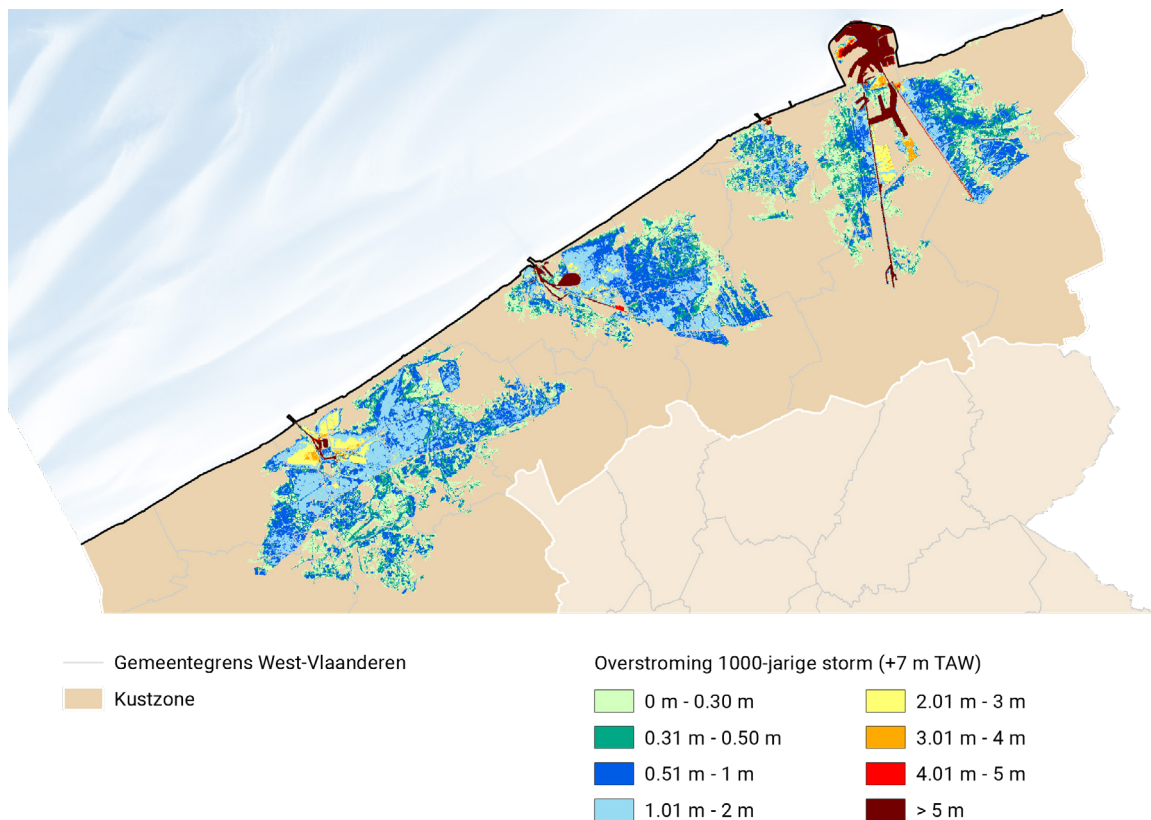 Gemeentegrens West-Vlaanderen
Kustzone
Overstroming 1000-jarige storm (+7 m TAW)
0 m - 0.30 m
0.31 m - 0.50 m
0.51 m - 1 m
1.01 m - 2 m
2.01 m - 3 m
3.01 m - 4 m
4.01 m - 5 m
> 5 m